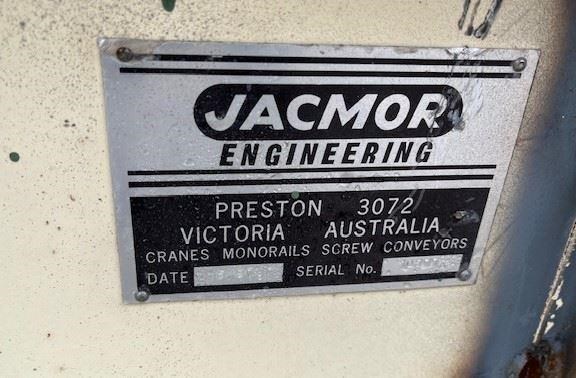 JACMOR
ENGINEERING
PRESTON 3072
VICTORIA AUSTRALIA
CRANES MONORAILS SCREW CONVEYORS
DATE SERIAL No.